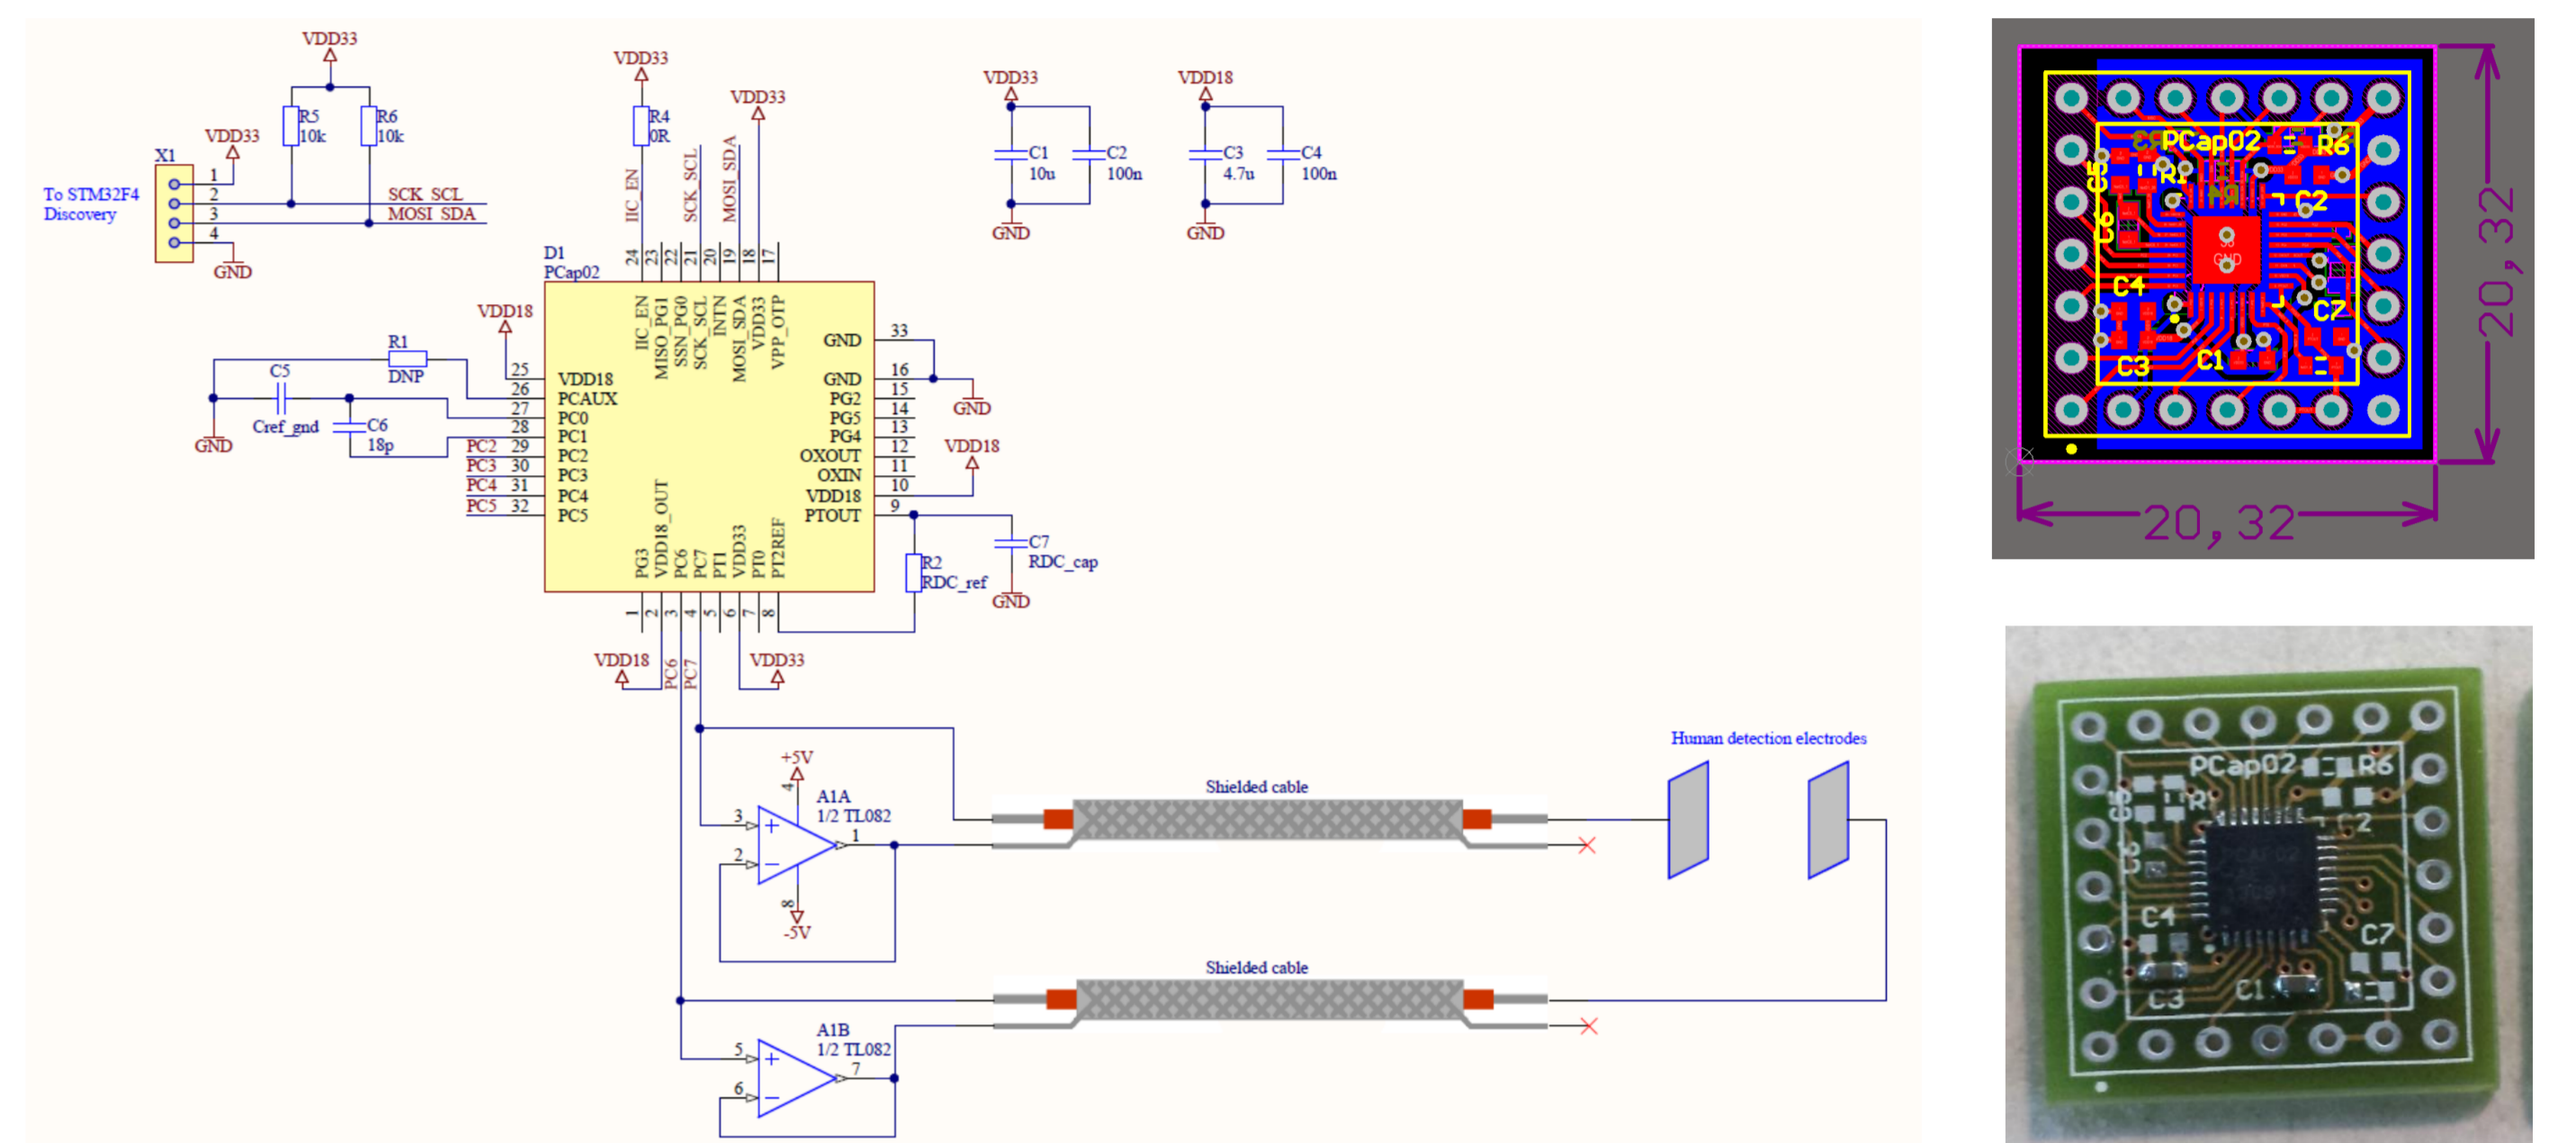 VDD33
R5
10k
R6
10k
VDD33
X1
1
2
3
4
To STM32F4
Discovery
SCK_SCL
MOSI_SDA
GND
VDD33
R4
0R
IIC_EN
SCK_SCL
MOSI_SDA
VDD33
VDD33
C1
10u
C2
100n
GND
VDD18
C3
4.7u
C4
100n
GND
D1
PCap02
24
23
22
21
20
19
18
17
IIC_EN
MISO_PG1
SSN_PG0
SCK_SCL
INTN
MOSI_SDA
VDD33
VPP_OTP
VDD18
R1
DNP
C5
Cref_gnd
C6
18p
GND
25 VDD18
26 PCAUX
27 PC0
28 PC1
PC2 29 PC2
PC3 30 PC3
PC4 31 PC4
PC5 32 PC5
GND 33
GND 16
PG2 15
PG5 14
PG4 13
OXOUT 12
OXIN 11
VDD18 10
PTOUT 9
GND
VDD18
C7
RDC_cap
R2
RDC_ref
GND
PG3
VDD18_OUT
PC6
PC7
PT1
VDD33
PT0
PT2REF
1
2
3
4
5
6
7
8
VDD18
PC6
PC7
VDD33
+5V
4
A1A
1/2 TL082
3
2
1
8
-5V
Shielded cable
Human detection electrodes
Shielded cable
A1B
1/2 TL082
5
6
7
PCap02
R6
C5
R1
C2
C6
GND
C4
C7
C3
C1
20,32
20,32
PCap02
R6
C5
C2
C6
C4
C7
C3
C1